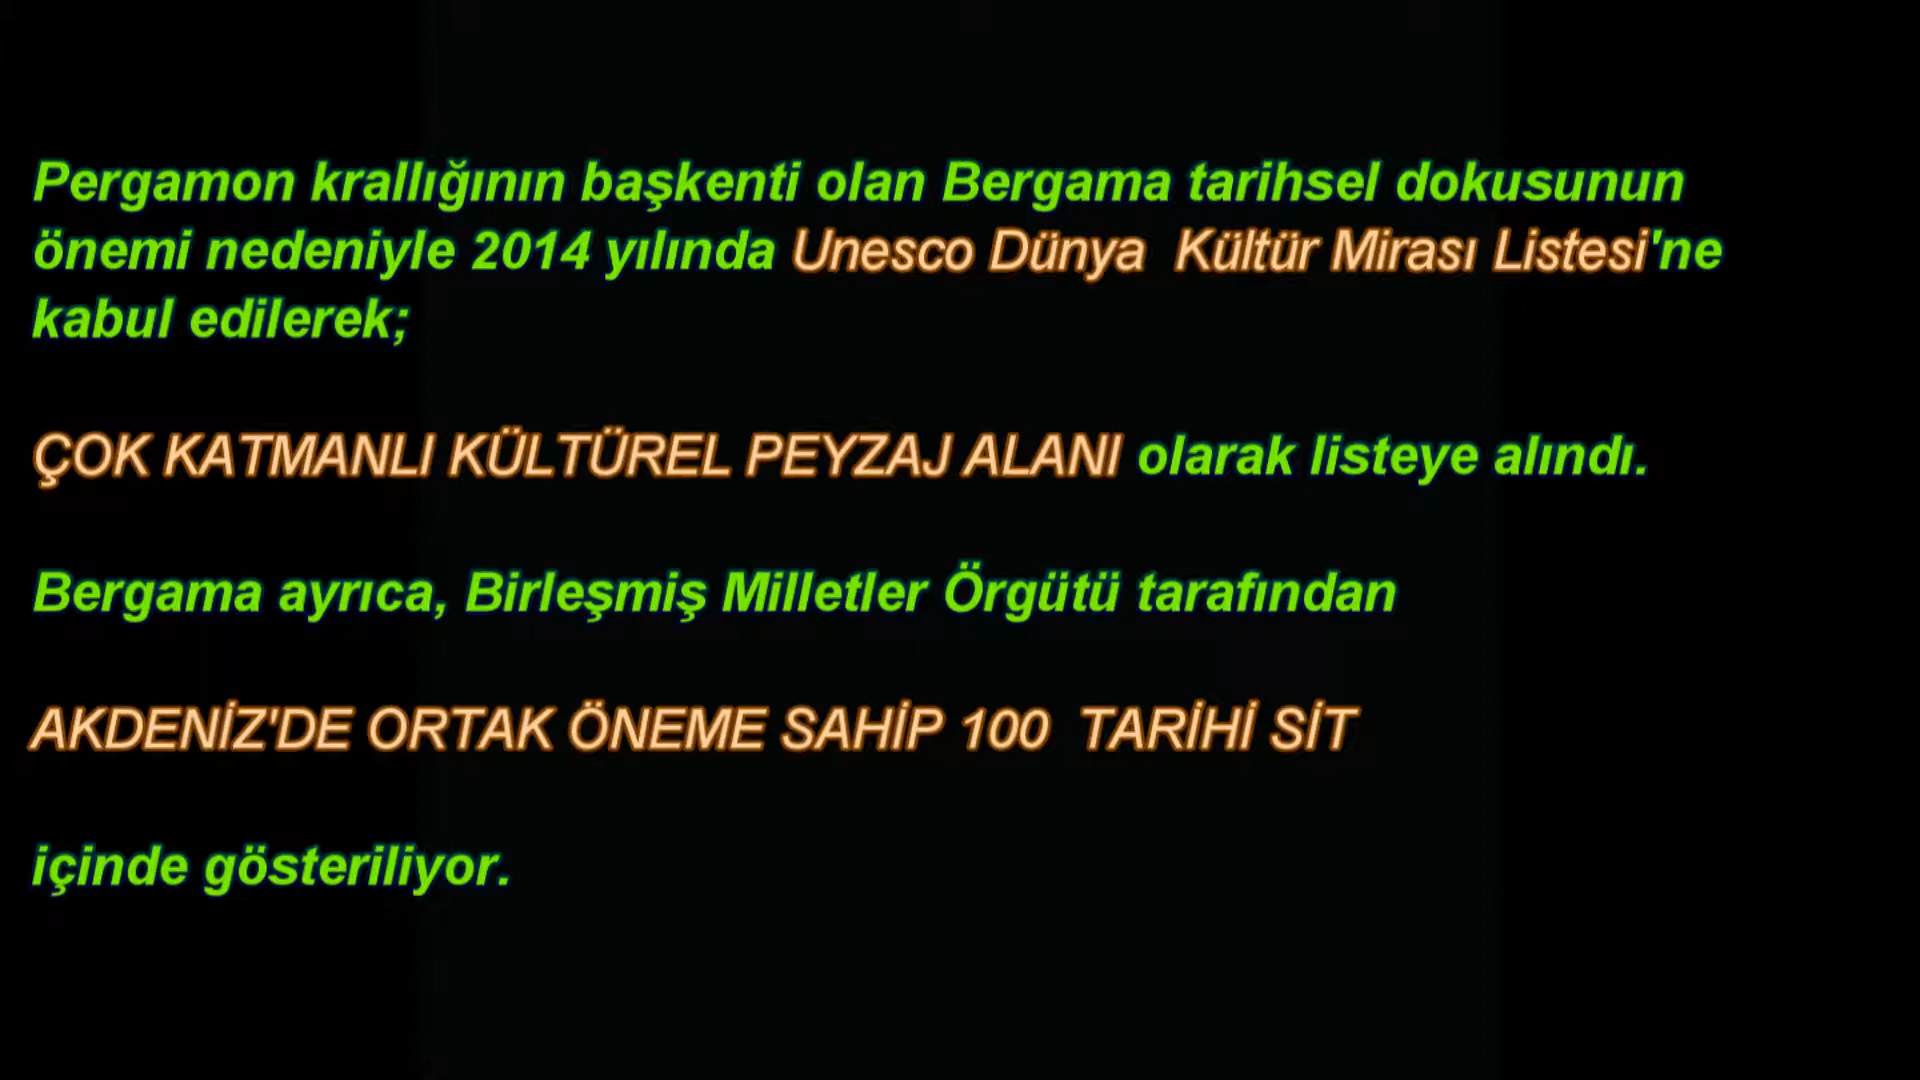 Pergamon krallığının başkenti olan Bergama tarihsel dokusunun
önemi nedeniyle 2014 yılında Unesco Dünya  Kültür Mirası Listesi'ne
kabul edilerek;
ÇOK KATMANLI KÜLTÜREL PEYZAJ ALANI olarak listeye alındı.
Bergama ayrıca, Birleşmiş Milletler Örgütü tarafından
AKDENİZ'DE ORTAK ÖNEME SAHİP 100  TARİHİ SİT
içinde gösteriliyor.